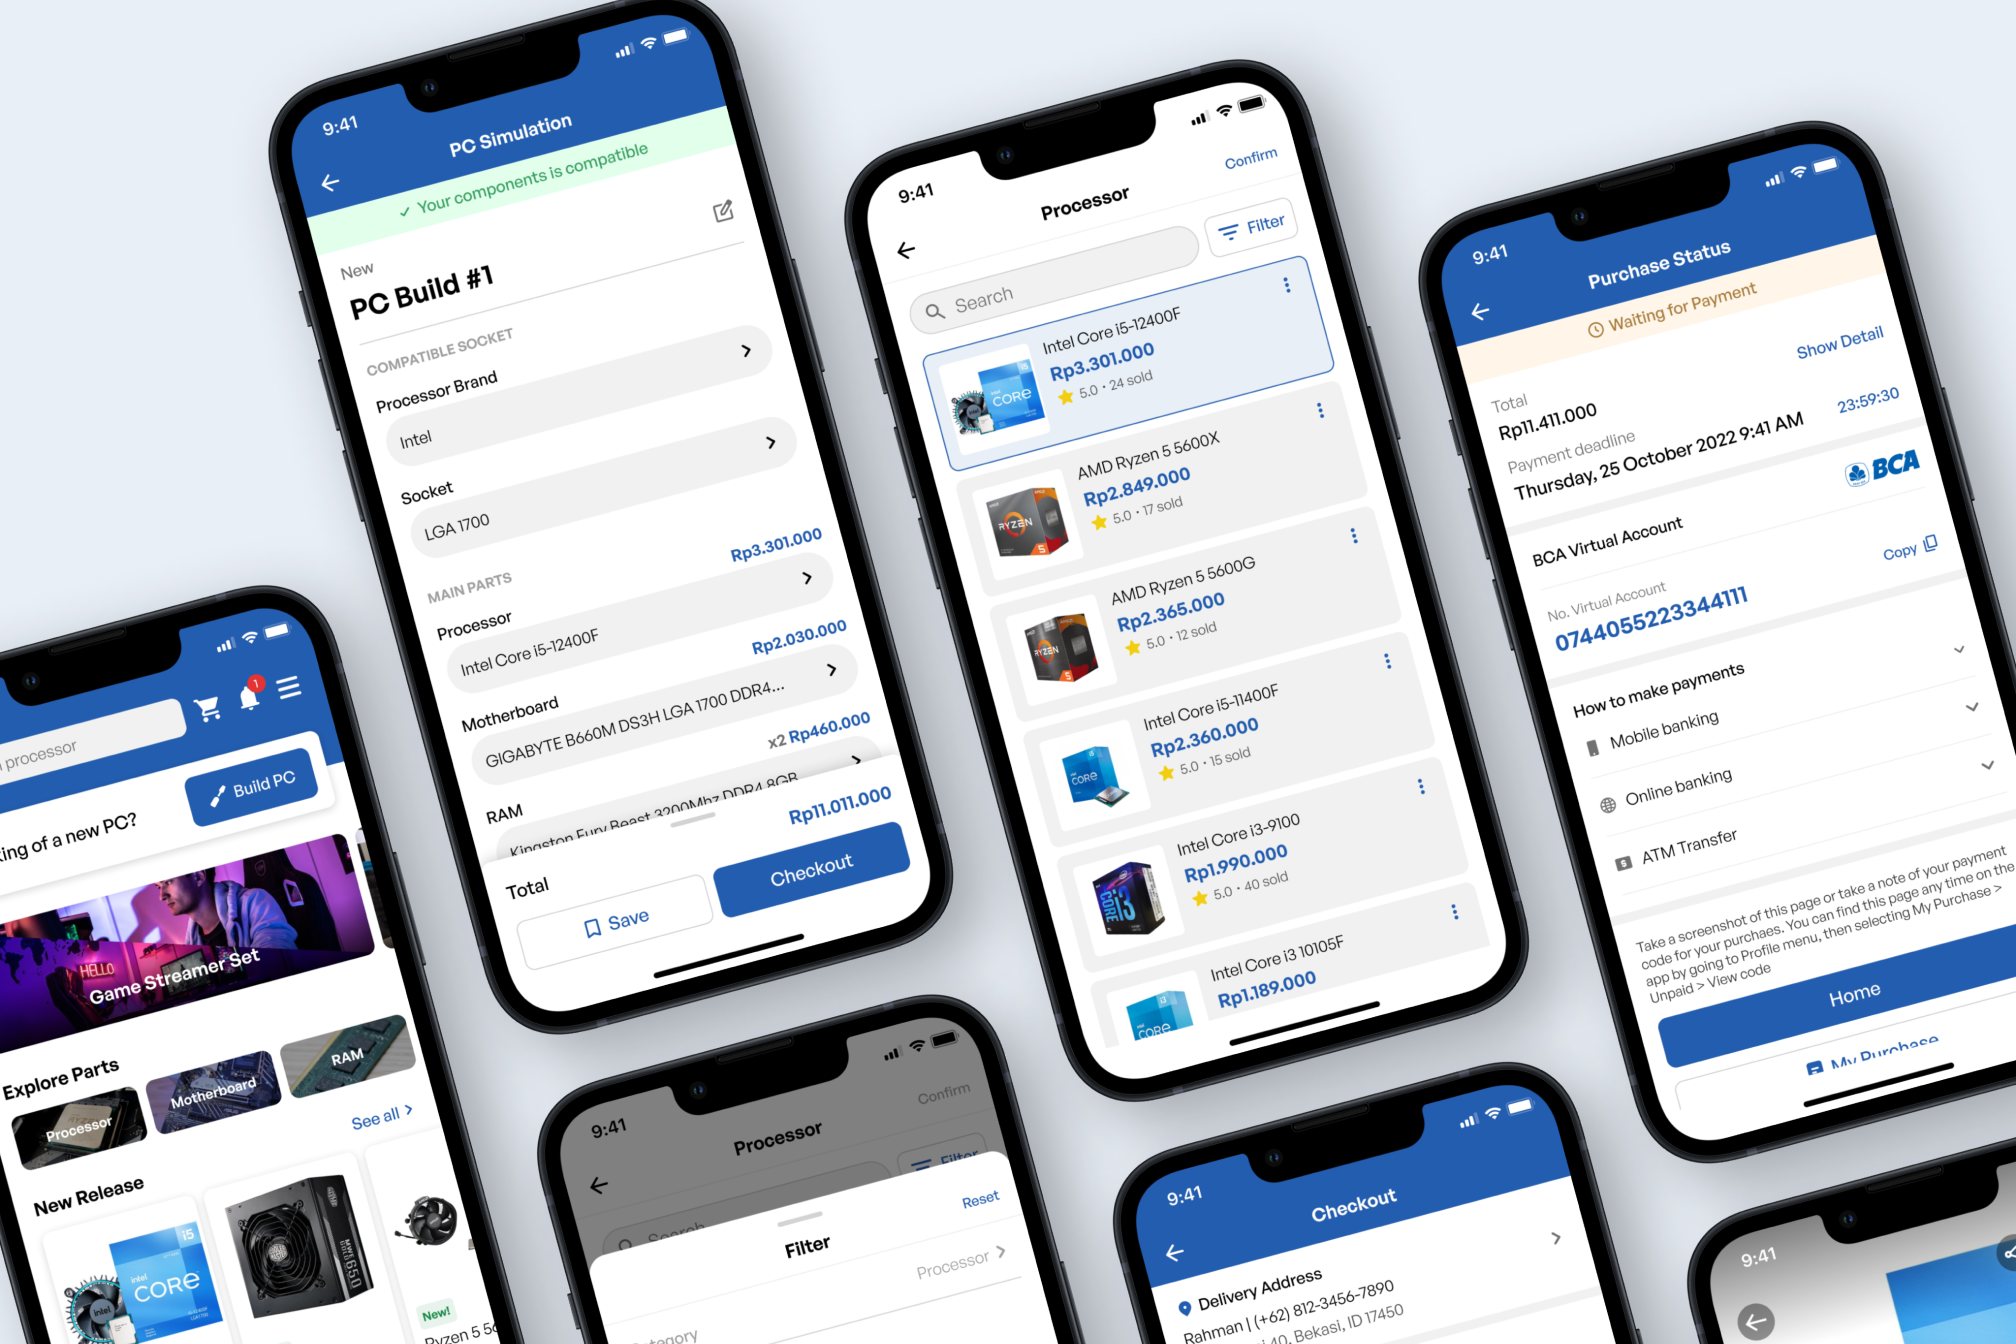 9:41
PC Simulation
Your components is compatible
New
PC Build #1
COMPATIBLE SOCKET
Processor Brand
Intel
Socket
LGA 1700
MAIN PARTS
Rp3.301.000
Processor
Intel Core i5-12400F
Rp2.030.000
Motherboard
GIGABYTE B660M DS3H LGA 1700 DDR4...
x2 Rp460.000
RAM
Kingston Fury Beast 3200Mhz DDR4 8GB
Total
Rp11.011.000
Save
Checkout
9:41
Confirm
Processor
Search
Filter
Intel Core i5-12400F
Rp3.301.000
5.0 • 24 sold
AMD Ryzen 5 5600X
Rp2.849.000
5.0 • 17 sold
AMD Ryzen 5 5600G
Rp2.365.000
5.0 • 12 sold
Intel Core i5-11400F
Rp2.360.000
5.0 • 15 sold
Intel Core i3-9100
Rp1.990.000
5.0 • 40 sold
Intel Core i3 10105F
Rp1.189.000
9:41
Purchase Status
Waiting for Payment
Show Detail
Total
Rp11.411.000
Payment deadline
23:59:30
Thursday, 25 October 2022 9:41 AM
BCA
BCA Virtual Account
No. Virtual Account
Copy
0744055223344111
How to make payments
Mobile banking
Online banking
ATM Transfer
Take a screenshot of this page or take a note of your payment
code for your purchaes. You can find this page any time on the
app by going to Profile menu, then selecting My Purchase >
Unpaid > View code
Home
My Purchase
1
processor
Build PC
king of a new PC?
HELLO
Game Streamer Set
Explore Parts
Processor
Motherboard
RAM
See all
New Release
intel
CORE
i5
MWE 650
New!
Ryzen 5 56
9:41
Confirm
Processor
Filter
Search
Reset
Filter
Processor
ategory
9:41
Checkout
Delivery Address
Rahman | (+62) 812-3456-7890
40, Bekasi, ID 17450
9:41